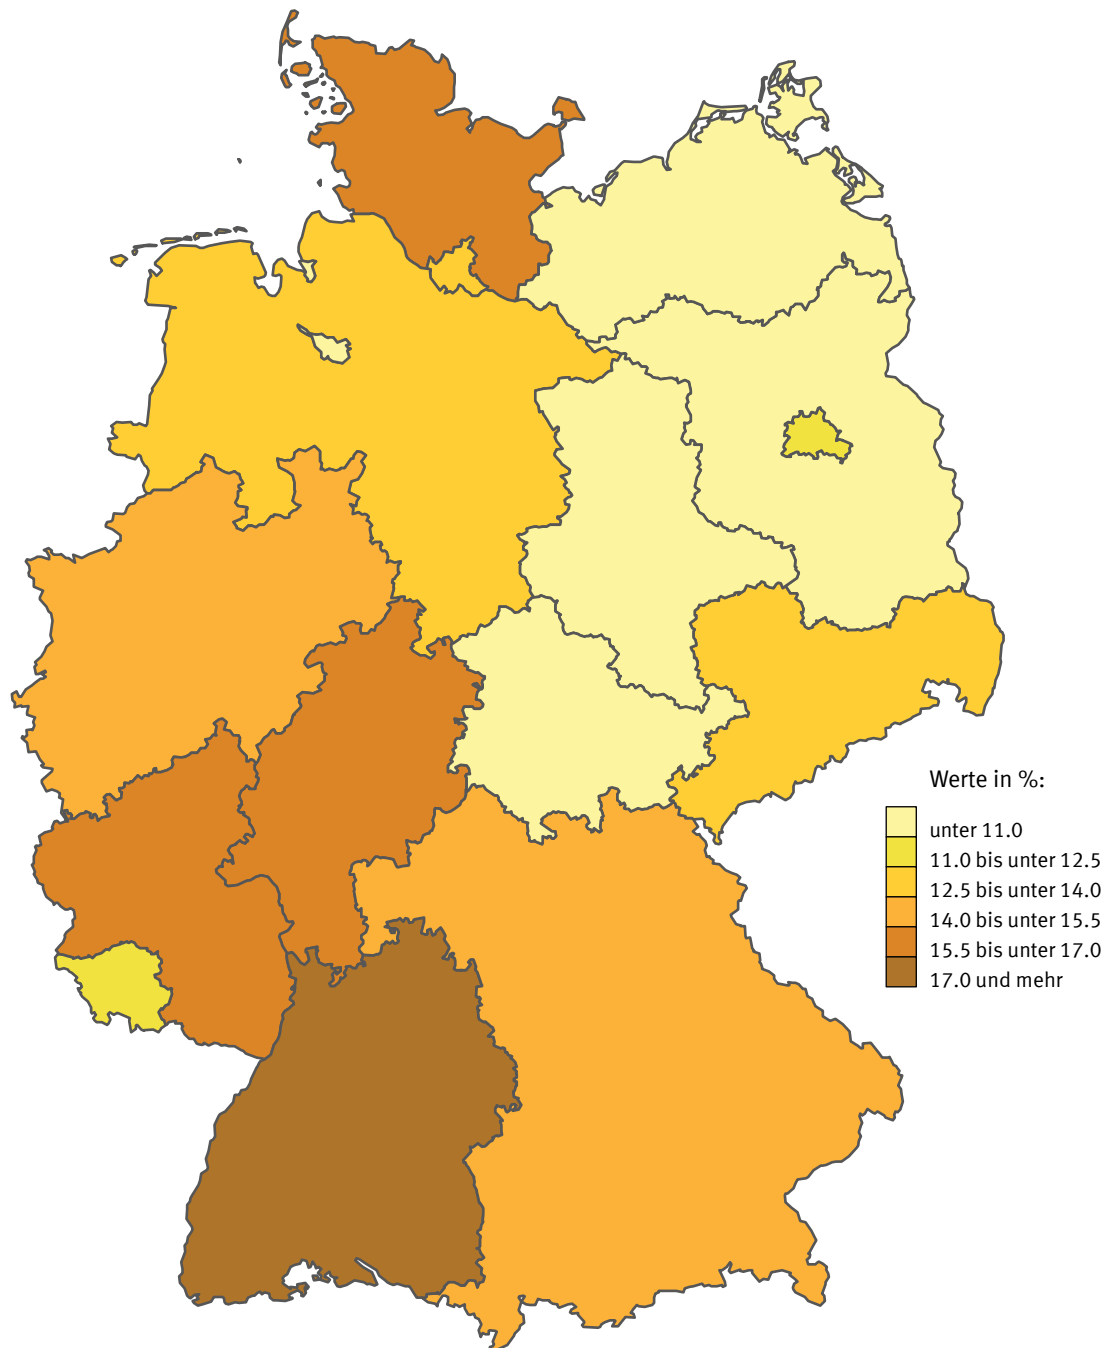 Werte in %:
unter 11.0
11.0 bis unter 12.5
12.5 bis unter 14.0
14.0 bis unter 15.5
15.5 bis unter 17.0
17.0 und mehr